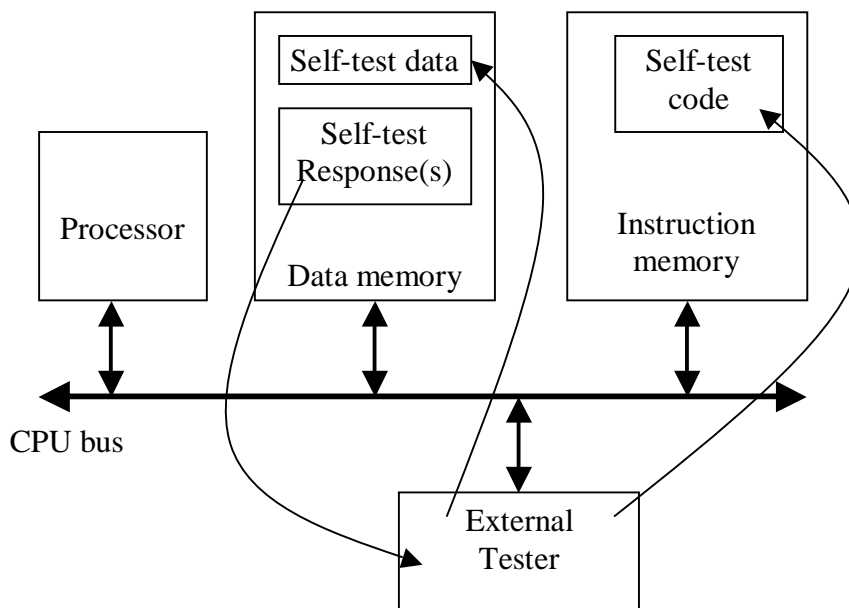 Self-test data
Self-test
code
Self-test
Response(s)
Processor
Instruction
memory
Data memory
CPU bus
External
Tester